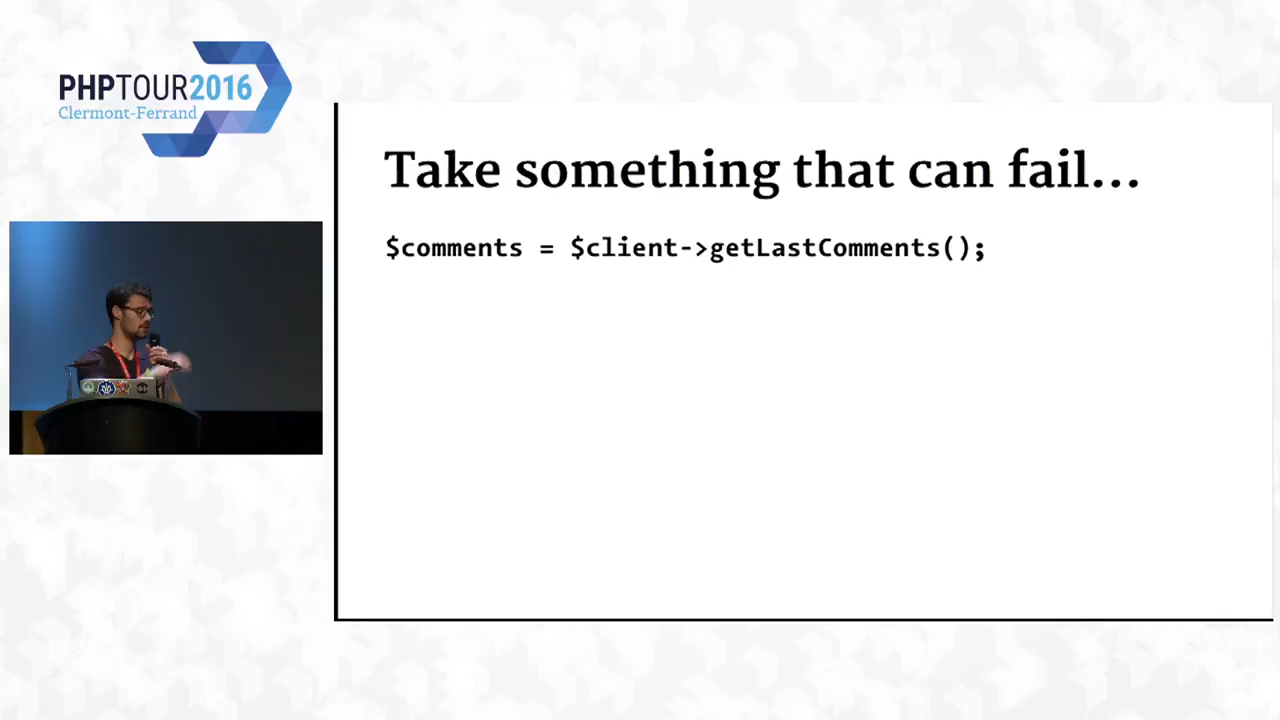 PHPTOUR2016
Clermont-Ferrand
Take something that can fail...
$comments = $client->getLastComments();